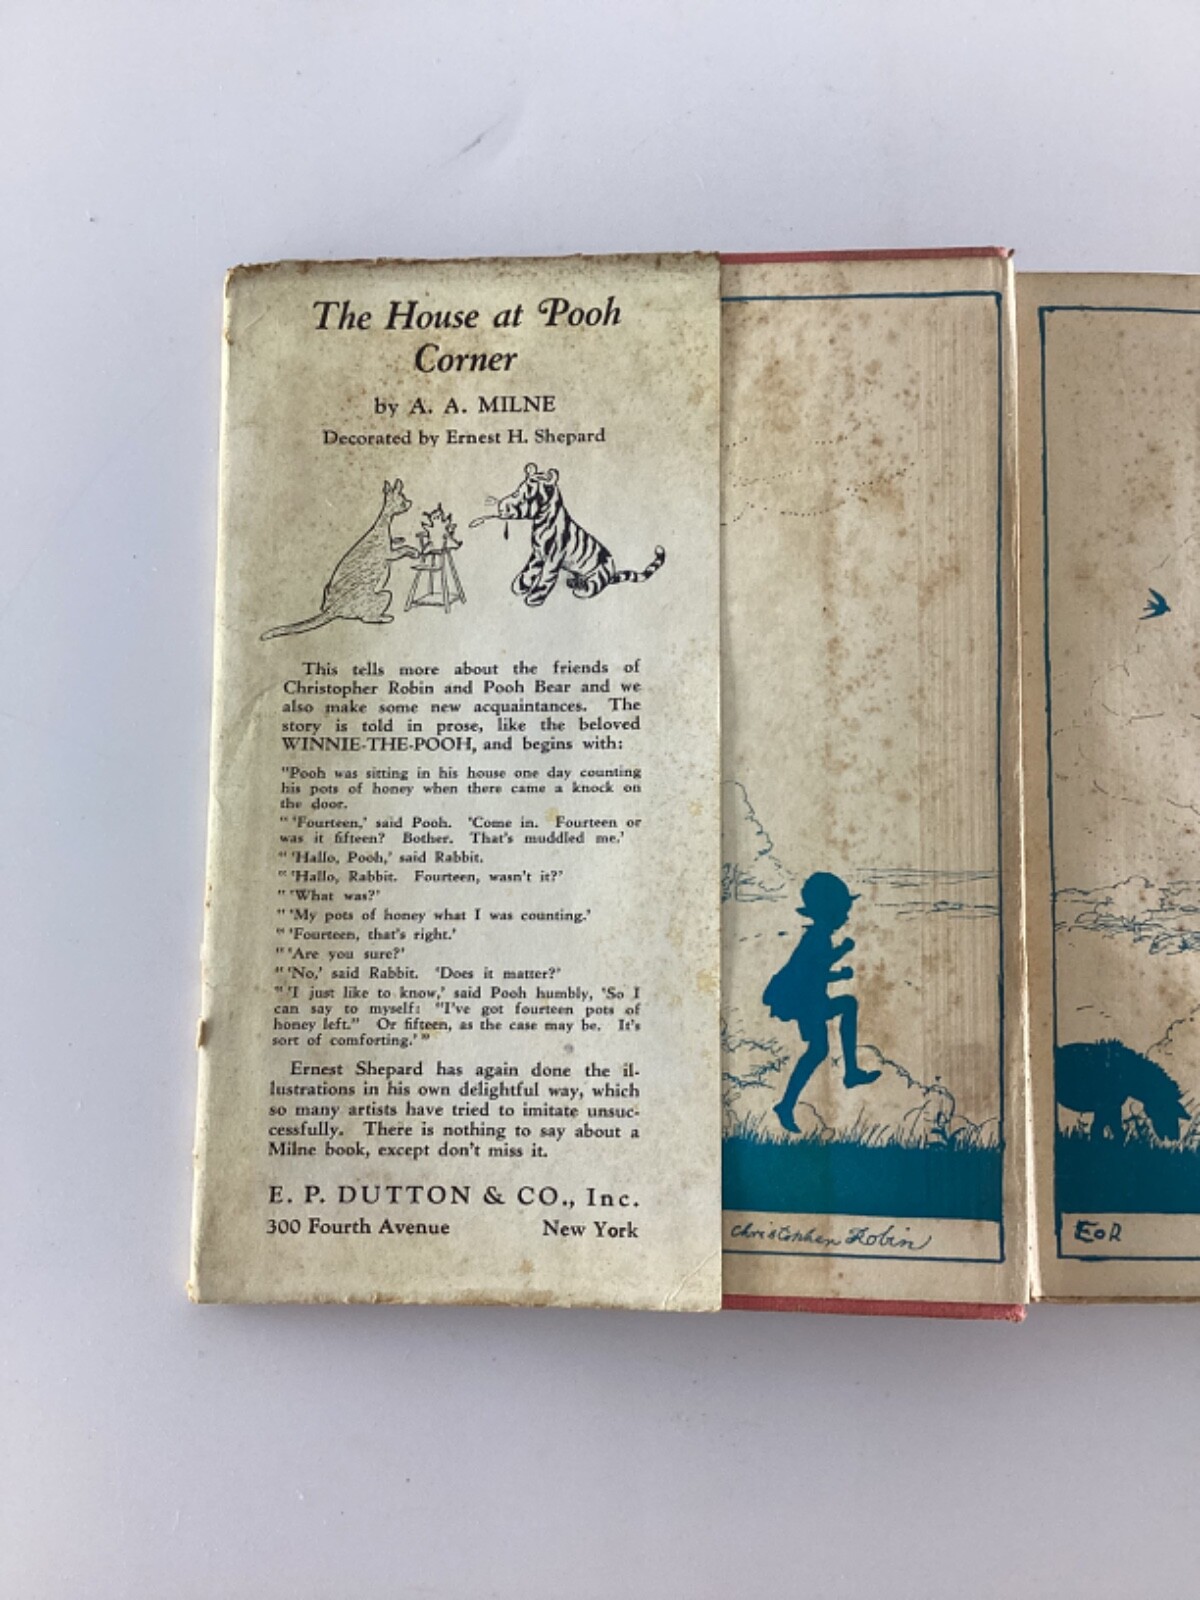 The House at Pooh
Corner
by A. A. MILNE
Decorated by Ernest H. Shepard
This tells more about the friends of
Christopher Robin and Pooh Bear and we
also make some new acquaintances. The
story is told in prose, like the beloved
WINNIE-THE-POOH, and begins with:
"Pooh was sitting in his house one day counting
his pots of honey when there came a knock on
the door.
" 'Fourteen,' said Pooh. 'Come in. Fourteen or
was it fifteen? Bother. That's muddled me.'
" 'Hallo, Pooh,' said Rabbit.
" 'Hallo, Rabbit. Fourteen, wasn't it?'
" 'What was?'
" 'My pots of honey what I was counting.'
" 'Fourteen, that's right.'
" 'Are you sure?'
" 'No,' said Rabbit. 'Does it matter?'
" 'I just like to know,' said Pooh humbly, 'So I
can say to myself: "I've got fourteen pots of
honey left." Or fifteen, as the case may be. It's
sort of comforting.' "
Ernest Shepard has again done the il-
lustrations in his own delightful way, which
so many artists have tried to imitate unsuc-
cessfully. There is nothing to say about a
Milne book, except don't miss it.
E. P. DUTTON & CO., Inc.
300 Fourth Avenue New York
Christopher Robin
EoR